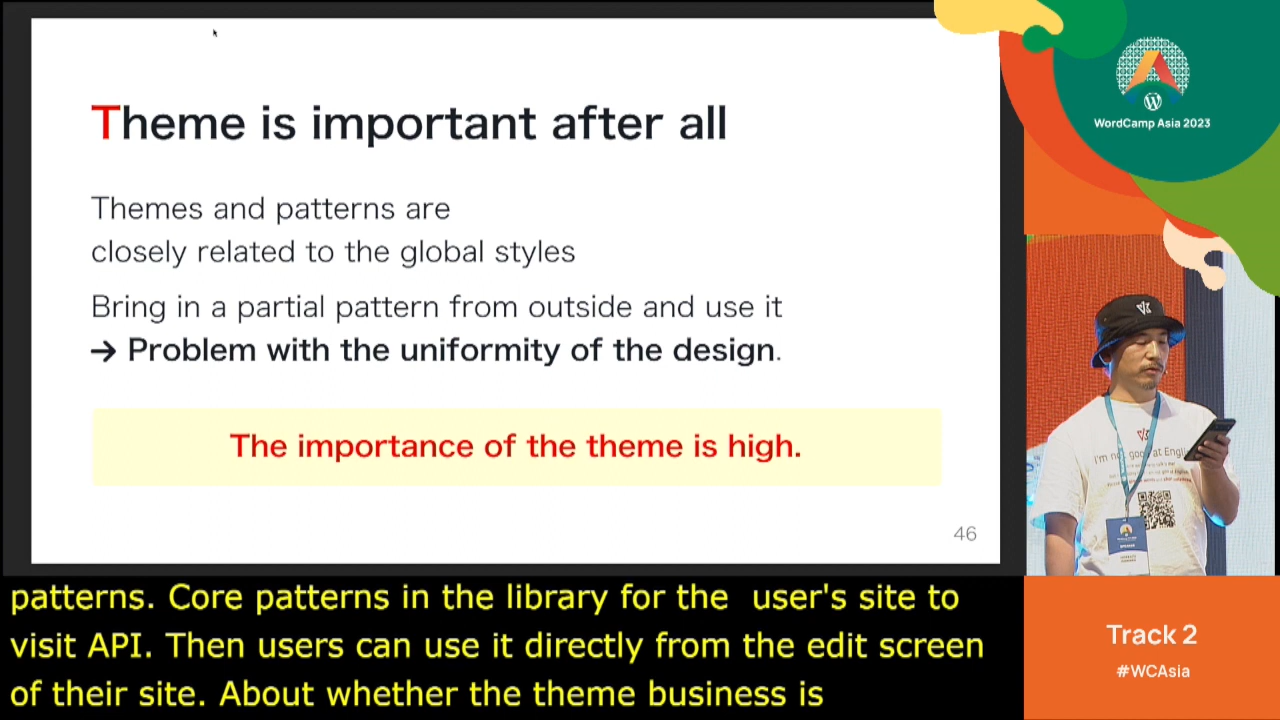 Theme is important after all
Themes and patterns are
closely related to the global styles
Bring in a partial pattern from outside and use it
→ Problem with the uniformity of the design.
The importance of the theme is high.
46
WordCamp Asia 2023
I'm not good at Engli
patterns. Core patterns in the library for the user's site to
visit API. Then users can use it directly from the edit screen
of their site. About whether the theme business is
Track 2
#WCAsia